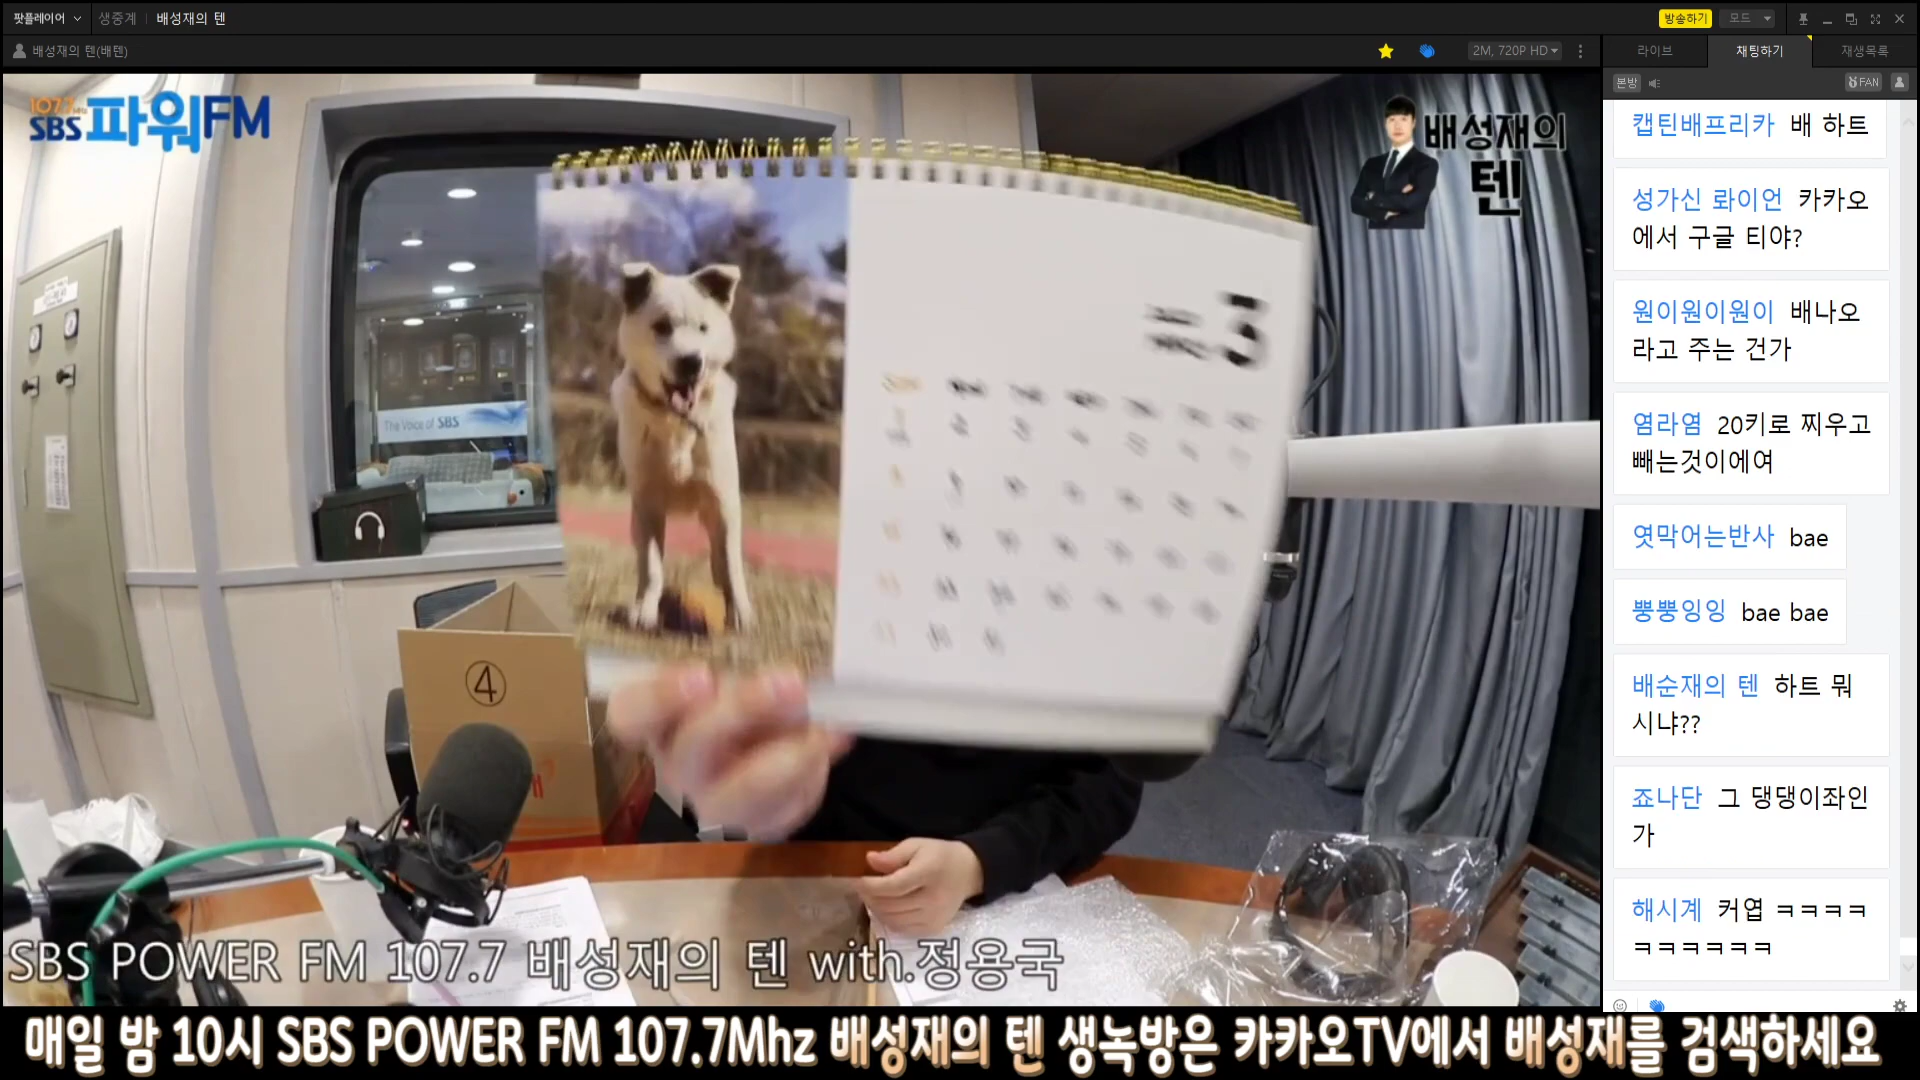 팟플레이어
생중계
배성재의 텐
방송하기
모드
배성재의 텐(배텐)
2M, 720P HD
라이브
채팅하기
재생목록
본방
FAN
107.7
SBS 파워FM
배성재의
텐
3
The Voice of SBS
④
캡틴배프리카 배 하트
성가신 롸이언 카카오
에서 구글 티야?
원이원이원이 배나오
라고 주는 건가
염라염 20키로 찌우고
빼는것이에여
엿막어는반사 bae
뿡뿡잉잉 bae bae
배순재의 텐 하트 뭐
시냐??
죠나단 그 댕댕이좌인
가
해시계 커엽 ㅋㅋㅋㅋ
ㅋㅋㅋㅋㅋㅋ
SBS POWER FM 107.7 배성재의 텐 with.정용국
매일 밤 10시 SBS POWER FM 107.7Mhz 배성재의 텐 생녹방은 카카오TV에서 배성재를 검색하세요